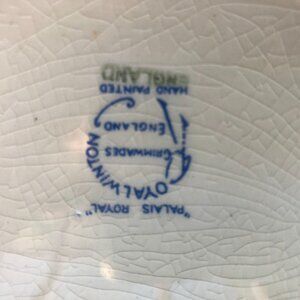 "PALAIS ROYAL"
ROYAL WINTON
GRIMWADES
ENGLAND
HAND PAINTED
ENGLAND